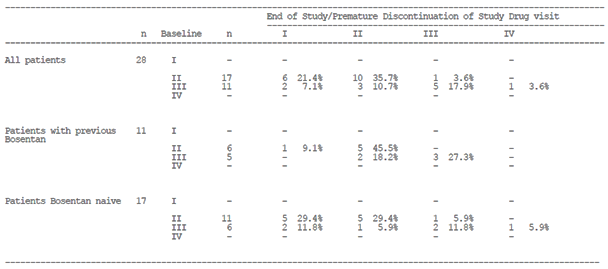 End of Study/Premature Discontinuation of Study Drug visit
n Baseline n I II III IV
All patients 28 I - - - - -
II 17 6 21.4% 10 35.7% 1 3.6% -
III 11 2 7.1% 3 10.7% 5 17.9% 1 3.6%
IV - - - - -
Patients with previous 11 I - - - - -
Bosentan
II 6 1 9.1% 5 45.5% - -
III 5 - 2 18.2% 3 27.3% -
IV - - - - -
Patients Bosentan naive 17 I - - - - -
II 11 5 29.4% 5 29.4% 1 5.9% -
III 6 2 11.8% 1 5.9% 2 11.8% 1 5.9%
IV - - - - -